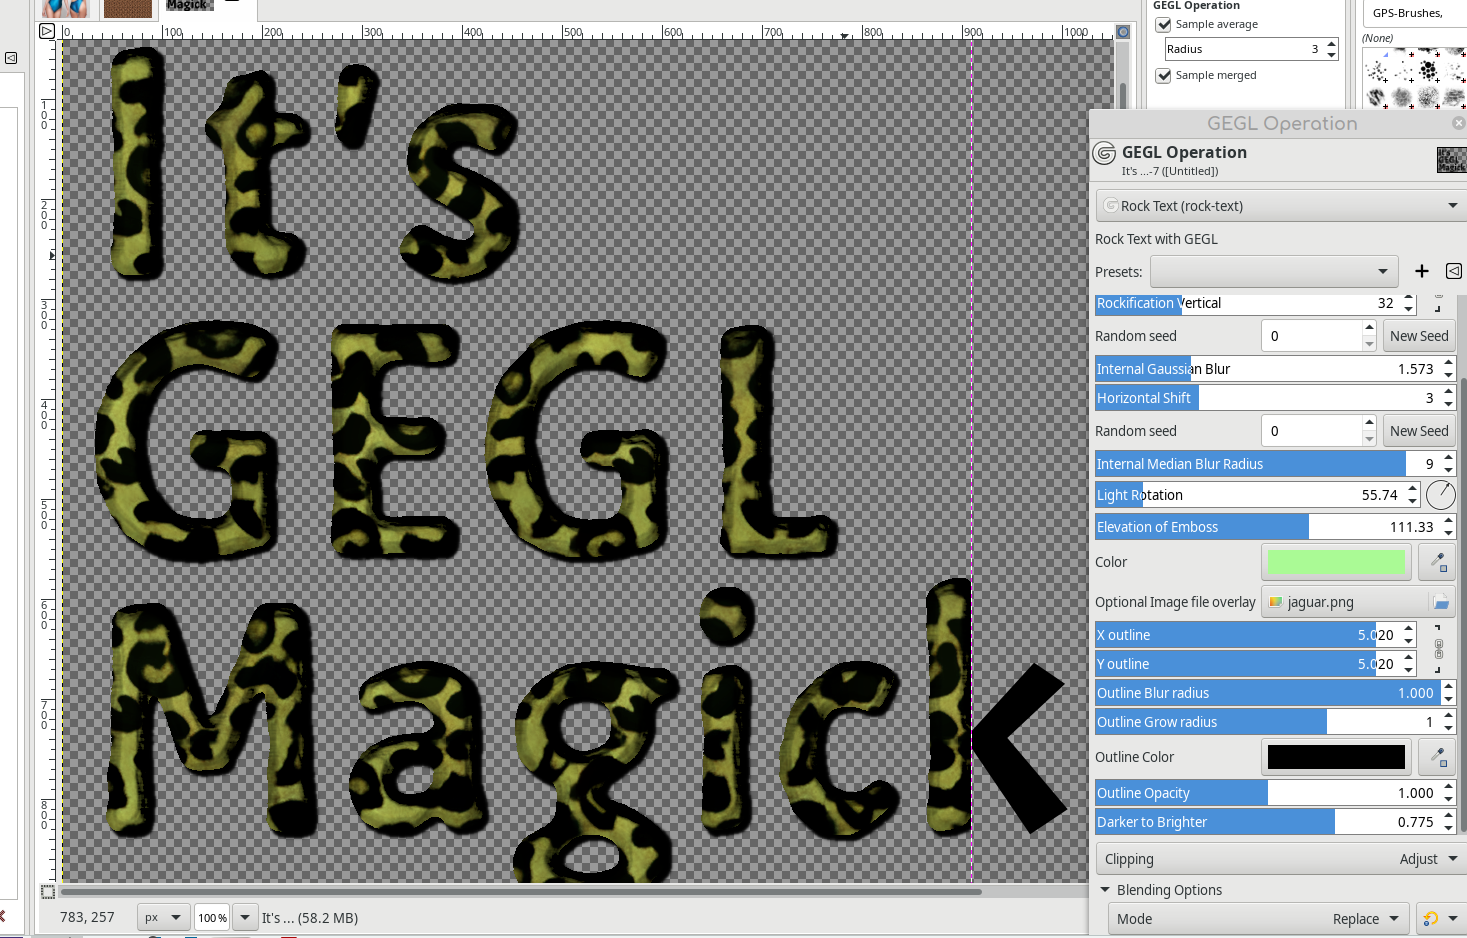 Magick
GEGL Operation
Sample average
Radius 3
Sample merged
GPS-Brushes,
(None)
0 100 200 300 400 500 600 700 800 900 1000
100
200
300
400
500
600
700
800
It's
GEGL
Magick
GEGL Operation
GEGL Operation
It's ...-7 ([Untitled])
Rock Text (rock-text)
Rock Text with GEGL
Presets:
Rockification Vertical 32
Random seed 0 New Seed
Internal Gaussian Blur 1.573
Horizontal Shift 3
Random seed 0 New Seed
Internal Median Blur Radius 9
Light Rotation 55.74
Elevation of Emboss 111.33
Color
Optional Image file overlay jaguar.png
X outline 5.020
Y outline 5.020
Outline Blur radius 1.000
Outline Grow radius 1
Outline Color
Outline Opacity 1.000
Darker to Brighter 0.775
Clipping Adjust
Blending Options
Mode Replace
783, 257 px 100% It's ... (58.2 MB)